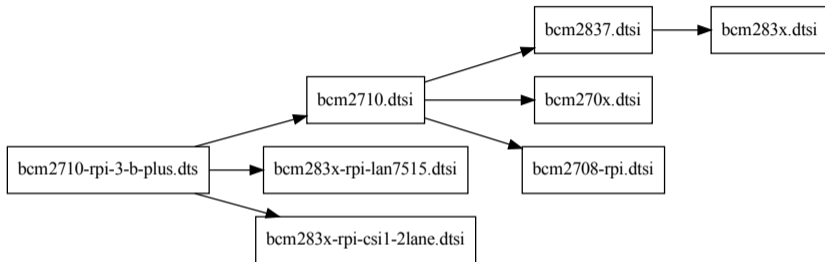 bcm2837.dtsi
bcm283x.dtsi
bcm2710.dtsi
bcm270x.dtsi
bcm2710-rpi-3-b-plus.dts
bcm283x-rpi-lan7515.dtsi
bcm2708-rpi.dtsi
bcm283x-rpi-csi1-2lane.dtsi